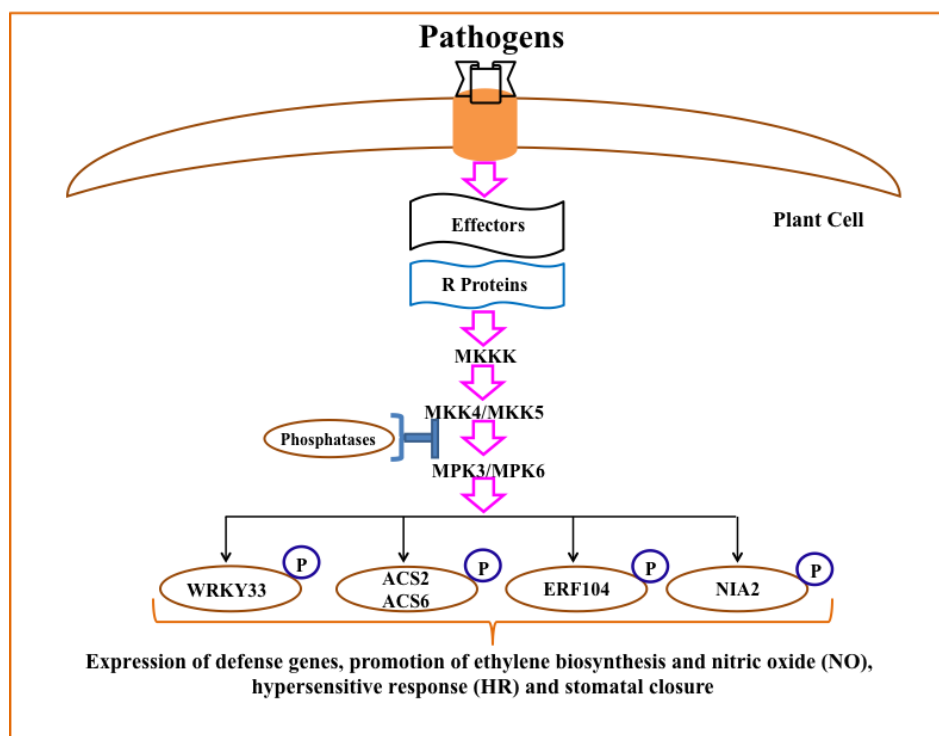 Pathogens
Plant Cell
Effectors
R Proteins
MKKK
MKK4/MKK5
Phosphatases
MPK3/MPK6
WRKY33
P
ACS2
ACS6
P
ERF104
P
NIA2
P
Expression of defense genes, promotion of ethylene biosynthesis and nitric oxide (NO),
hypersensitive response (HR) and stomatal closure